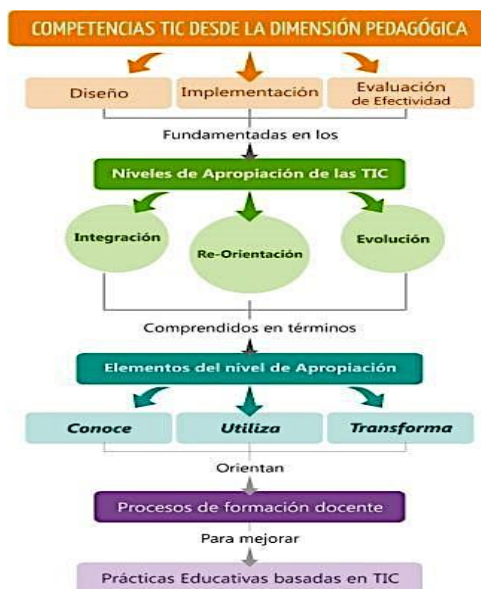 COMPETENCIAS TIC DESDE LA DIMENSIÓN PEDAGÓGICA
Diseño
Implementación
Evaluación
de Efectividad
Fundamentadas en los
Niveles de Apropiación de las TIC
Integración
Re-Orientación
Evolución
Comprendidos en términos
Elementos del nivel de Apropiación
Conoce
Utiliza
Transforma
Orientan
Procesos de formación docente
Para mejorar
Prácticas Educativas basadas en TIC